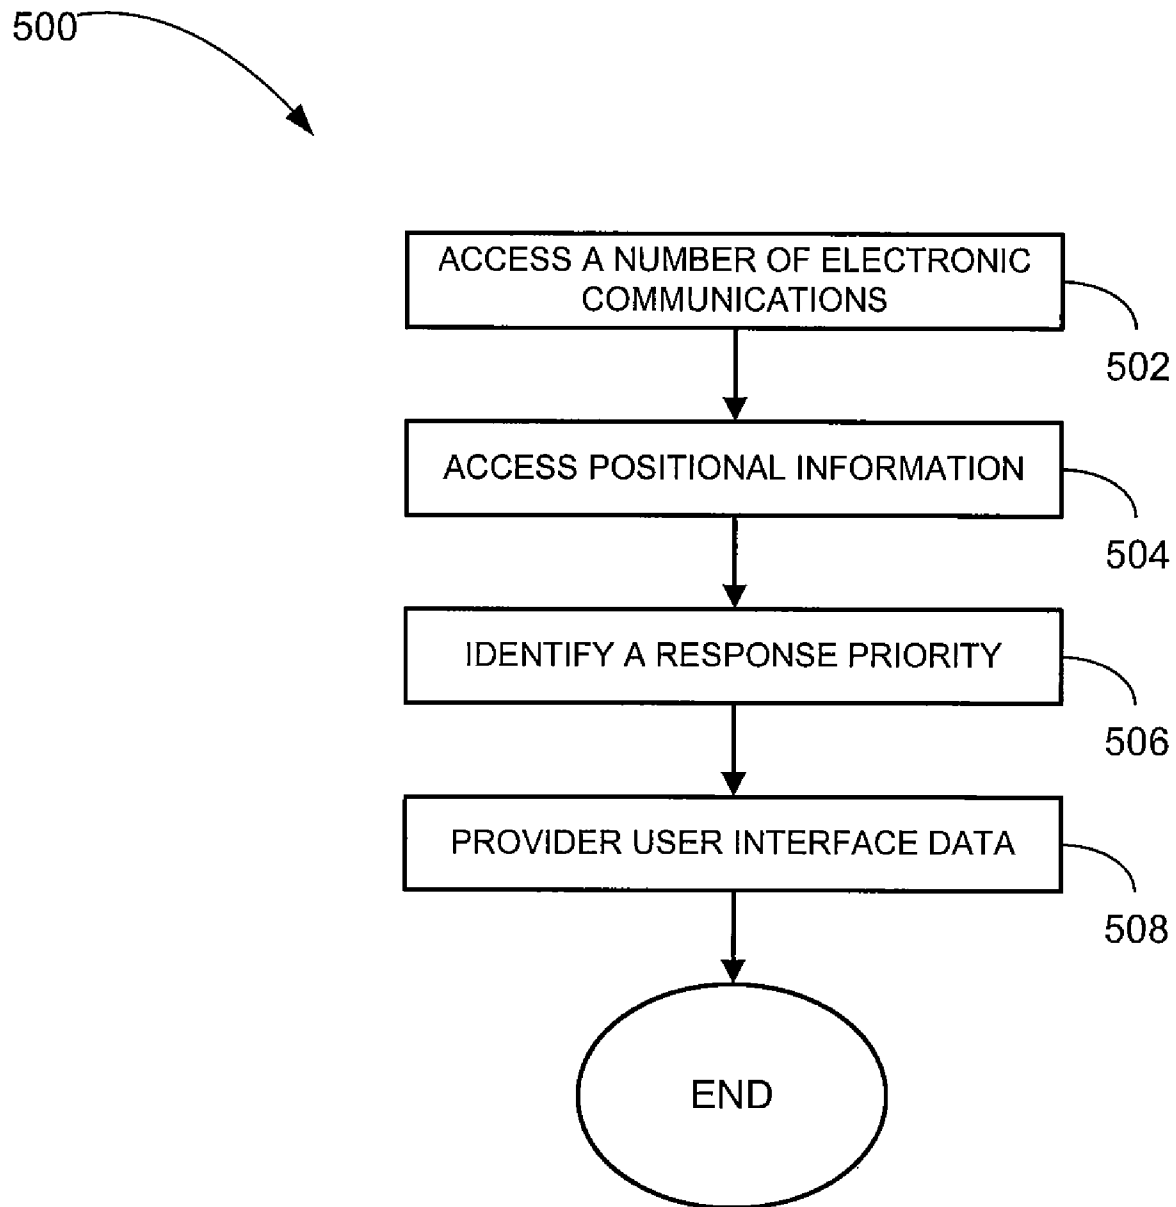 500
ACCESS A NUMBER OF ELECTRONIC
COMMUNICATIONS
502
ACCESS POSITIONAL INFORMATION
504
IDENTIFY A RESPONSE PRIORITY
506
PROVIDER USER INTERFACE DATA
508
END